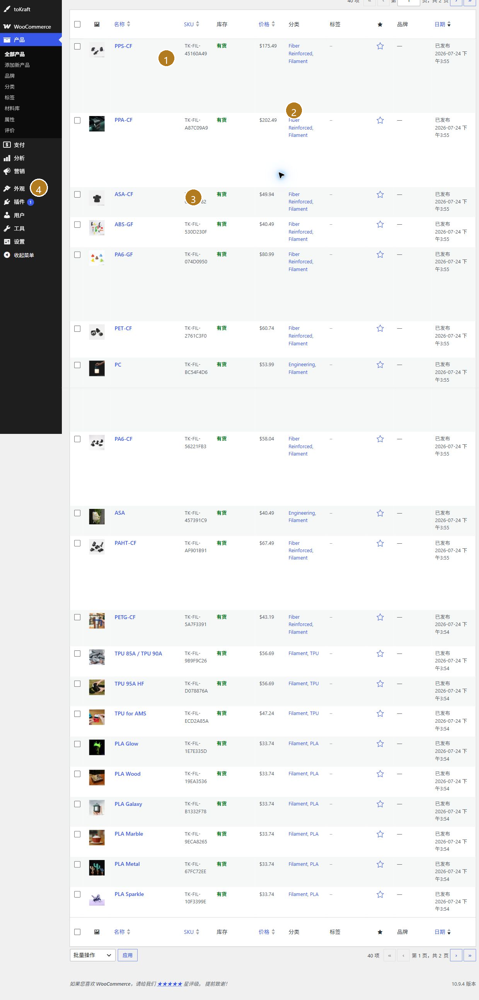 toKraft
WooCommerce
产品
全部产品
添加新产品
品牌
分类
标签
材料库
属性
评价
支付
分析
营销
外观 4
插件 1
用户
工具
设置
收起菜单
40 项 « ‹ 第 1 页，共 2 页 › »
名称 SKU 库存 价格 分类 标签 ★ 品牌 日期
PPS-CF TK-FIL- 有货 $175.49 Fiber – — 已发布
45160A49 Reinforced, 2026-07-24 下
1
Filament 午3:55
2
PPA-CF TK-FIL- 有货 $202.49 Fiber – — 已发布
A87C09A9 Reinforced, 2026-07-24 下
Filament 午3:55
ASA-CF 有货 $49.94 Fiber – — 已发布
3 Reinforced, 2026-07-24 下
Filament 午3:55
ABS-GF TK-FIL- 有货 $40.49 Fiber – — 已发布
530D230F Reinforced, 2026-07-24 下
Filament 午3:55
PA6-GF TK-FIL- 有货 $80.99 Fiber – — 已发布
074D0950 Reinforced, 2026-07-24 下
Filament 午3:55
PET-CF TK-FIL- 有货 $60.74 Fiber – — 已发布
2761C3F0 Reinforced, 2026-07-24 下
Filament 午3:55
PC TK-FIL- 有货 $53.99 Engineering, – — 已发布
BC54F4D6 Filament 2026-07-24 下
午3:55
PA6-CF TK-FIL- 有货 $58.04 Fiber – — 已发布
56221FB3 Reinforced, 2026-07-24 下
Filament 午3:55
ASA TK-FIL- 有货 $40.49 Engineering, – — 已发布
457391C9 Filament 2026-07-24 下
午3:55
PAHT-CF TK-FIL- 有货 $67.49 Fiber – — 已发布
AF901B91 Reinforced, 2026-07-24 下
Filament 午3:55
PETG-CF TK-FIL- 有货 $43.19 Fiber – — 已发布
5A7F3391 Reinforced, 2026-07-24 下
Filament 午3:54
TPU 85A / TPU 90A TK-FIL- 有货 $56.69 Filament, TPU – — 已发布
9B9F9C26 2026-07-24 下
午3:54
TPU 95A HF TK-FIL- 有货 $56.69 Filament, TPU – — 已发布
D078876A 2026-07-24 下
午3:54
TPU for AMS TK-FIL- 有货 $47.24 Filament, TPU – — 已发布
ECD2A85A 2026-07-24 下
午3:54
PLA Glow TK-FIL- 有货 $33.74 Filament, PLA – — 已发布
1E7E335D 2026-07-24 下
午3:54
PLA Wood TK-FIL- 有货 $33.74 Filament, PLA – — 已发布
19EA3536 2026-07-24 下
午3:54
PLA Galaxy TK-FIL- 有货 $33.74 Filament, PLA – — 已发布
B1332F78 2026-07-24 下
午3:54
PLA Marble TK-FIL- 有货 $33.74 Filament, PLA – — 已发布
9ECA8265 2026-07-24 下
午3:54
PLA Metal TK-FIL- 有货 $33.74 Filament, PLA – — 已发布
67FC72EE 2026-07-24 下
午3:54
PLA Sparkle TK-FIL- 有货 $33.74 Filament, PLA – — 已发布
10F3399E 2026-07-24 下
午3:54
名称 SKU 库存 价格 分类 标签 ★ 品牌 日期
批量操作 应用 40 项 « ‹ 第 1 页，共 2 页 › »
如果您喜欢 WooCommerce，请给我们 ★★★★★ 星评级。 提前致谢！ 10.9.4 版本